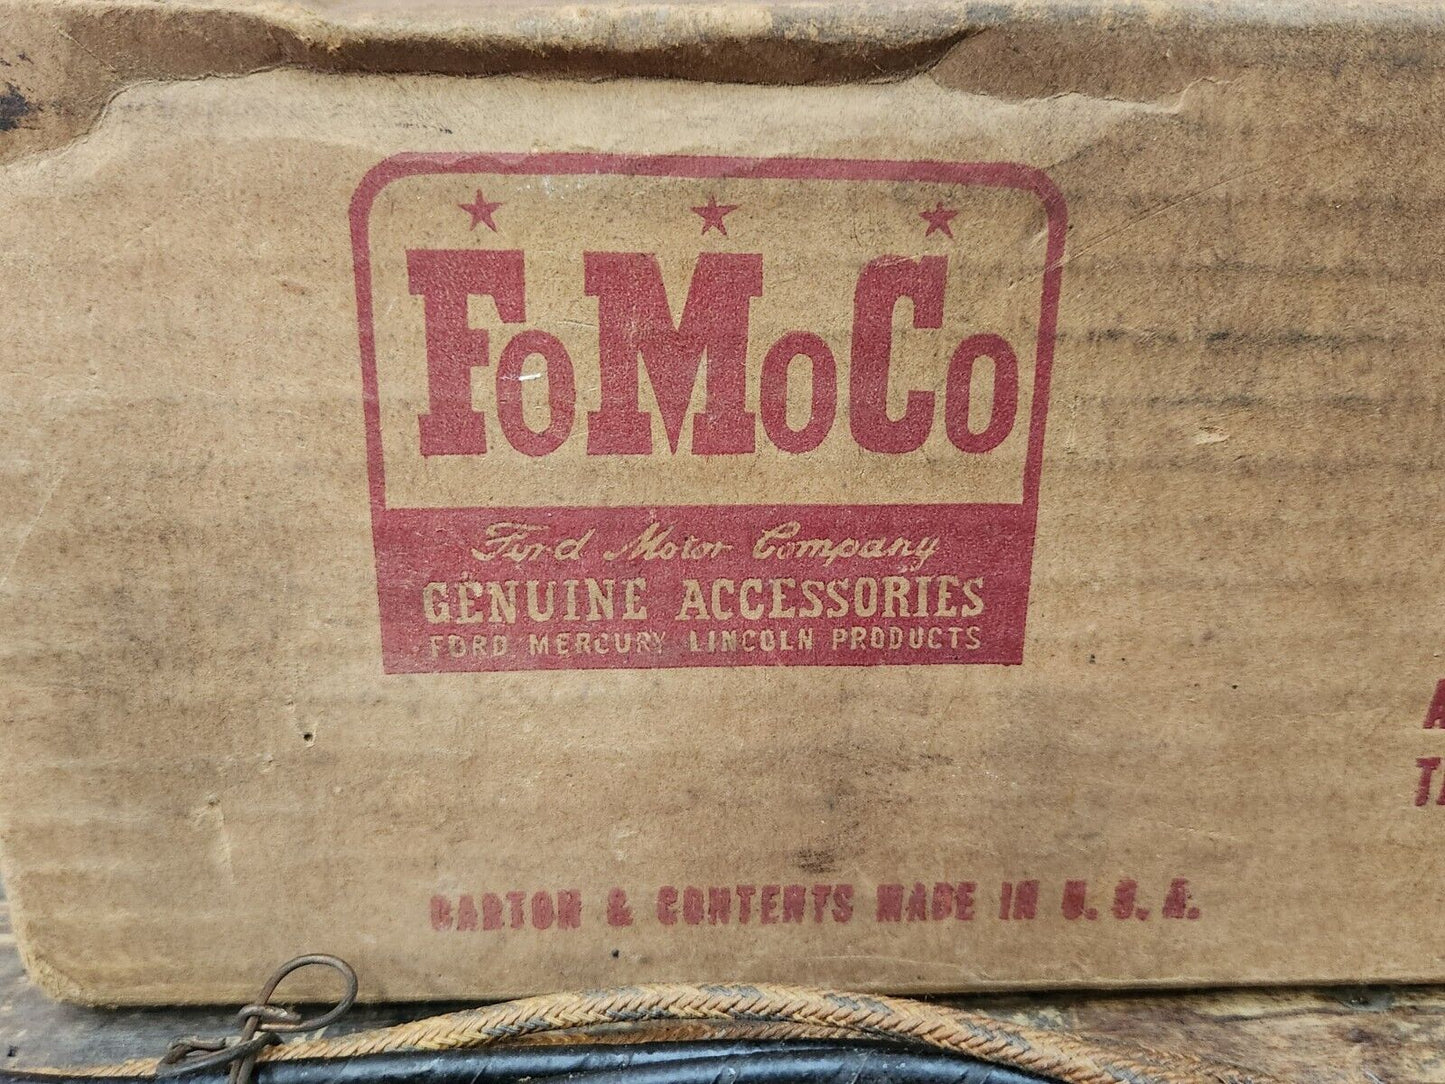 FoMoCo
Ford Motor Company
GENUINE ACCESSORIES
FORD MERCURY LINCOLN PRODUCTS
CARTON & CONTENTS MADE IN U.S.A.